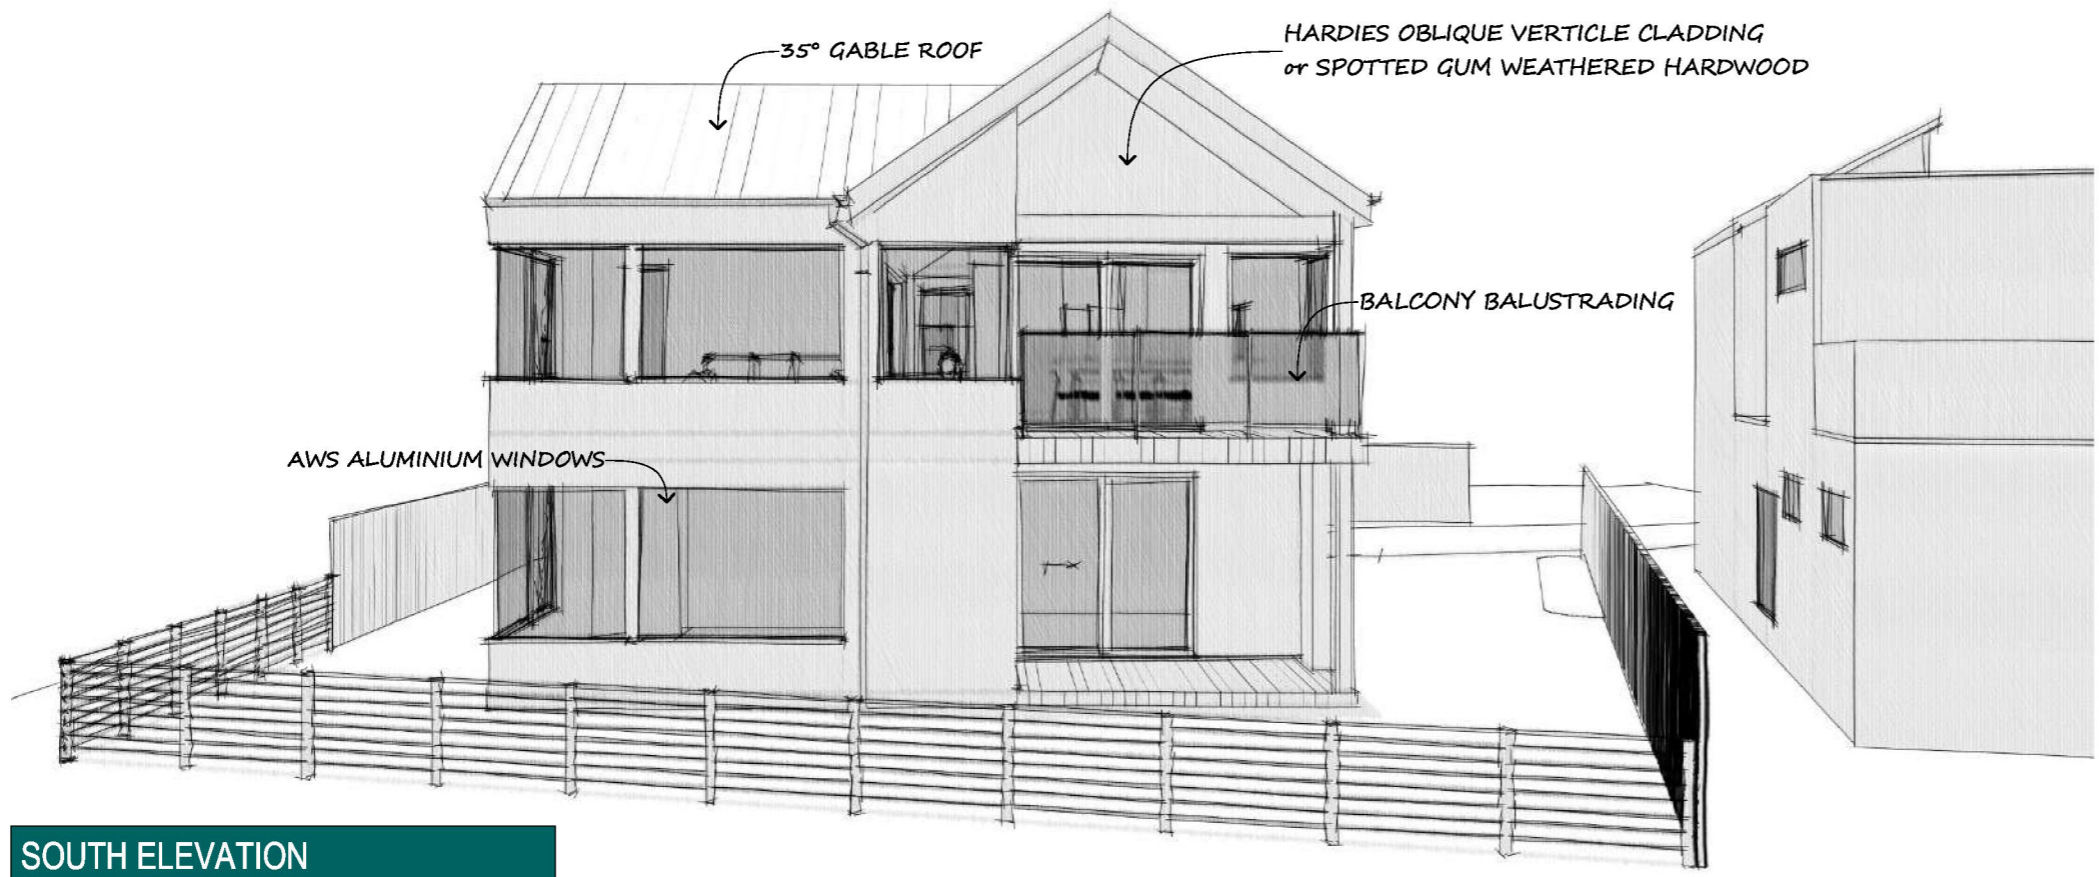 35° GABLE ROOF
HARDIES OBLIQUE VERTICLE CLADDING
or SPOTTED GUM WEATHERED HARDWOOD
BALCONY BALUSTRADING
AWS ALUMINIUM WINDOWS
SOUTH ELEVATION